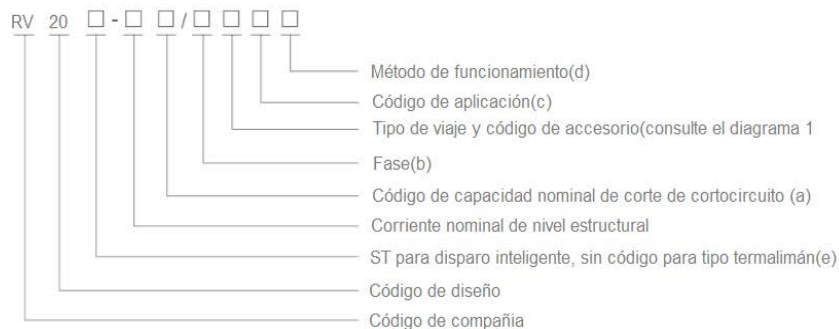 RV 20 □ - □ □ / □ □ □ □
Método de funcionamiento(d)
Código de aplicación(c)
Tipo de viaje y código de accesorio(consulte el diagrama 1
Fase(b)
Código de capacidad nominal de corte de cortocircuito (a)
Corriente nominal de nivel estructural
ST para disparo inteligente, sin código para tipo termalimán(e)
Código de diseño
Código de compañia